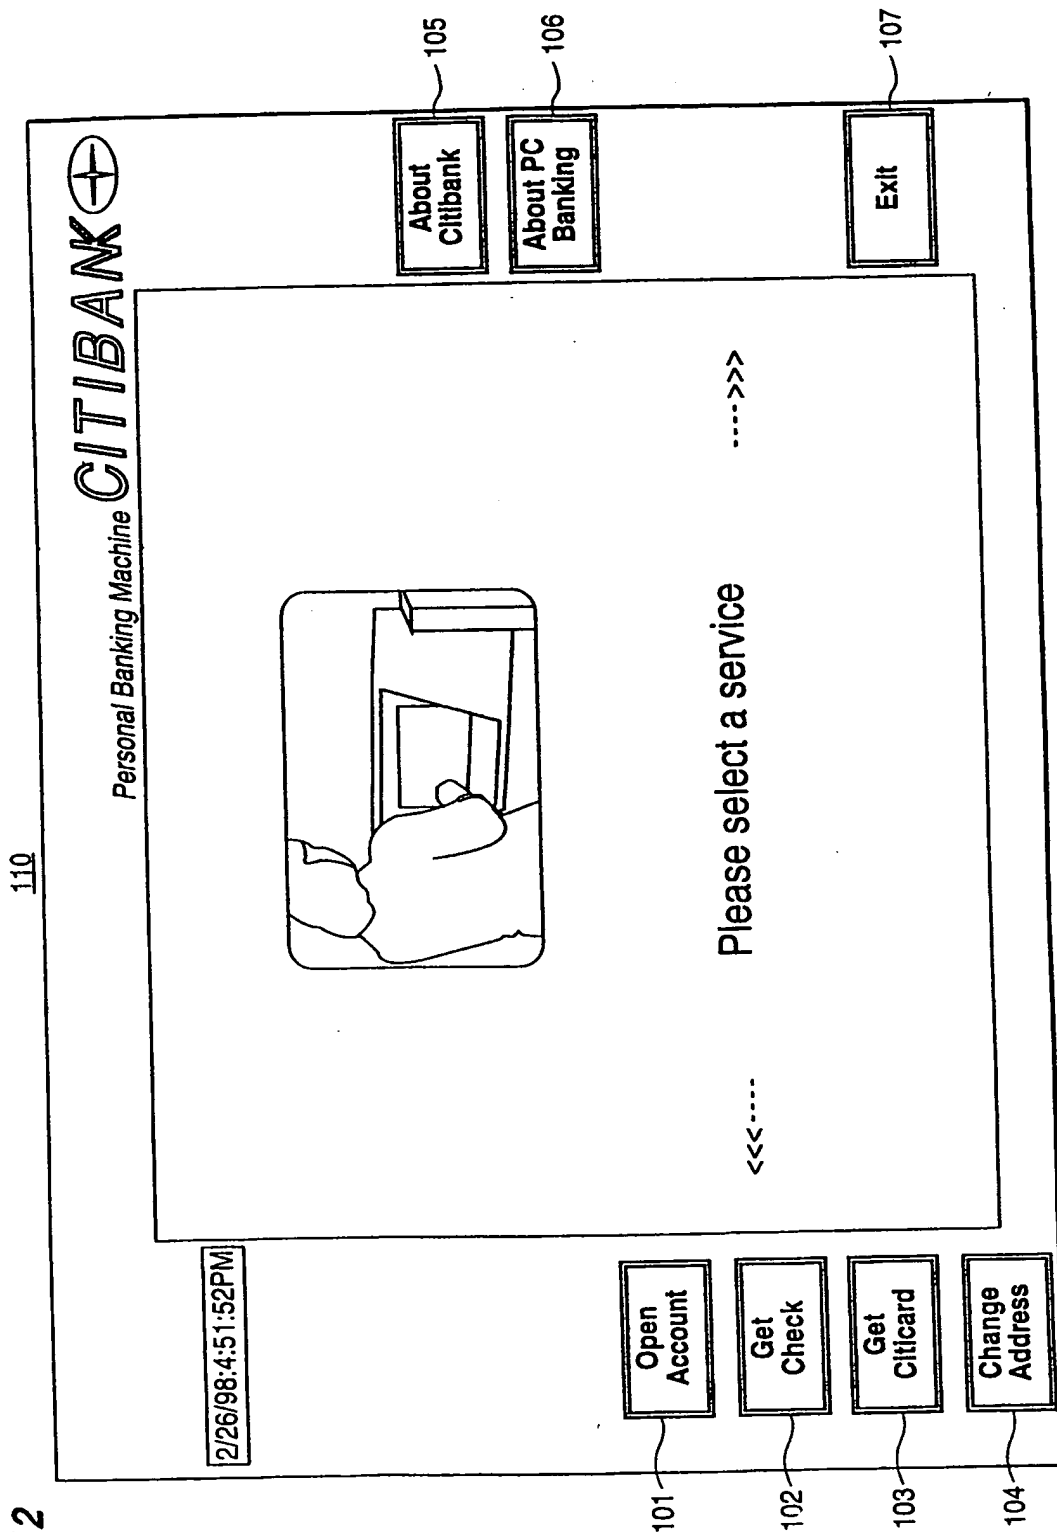 2
110
Personal Banking Machine CITIBANK
2/26/98:4:51:52PM
Open
Account
Get
Check
Get
Citicard
Change
Address
101
102
103
104
<<<----
Please select a service
---->>>
About
Citibank
About PC
Banking
Exit
105
106
107